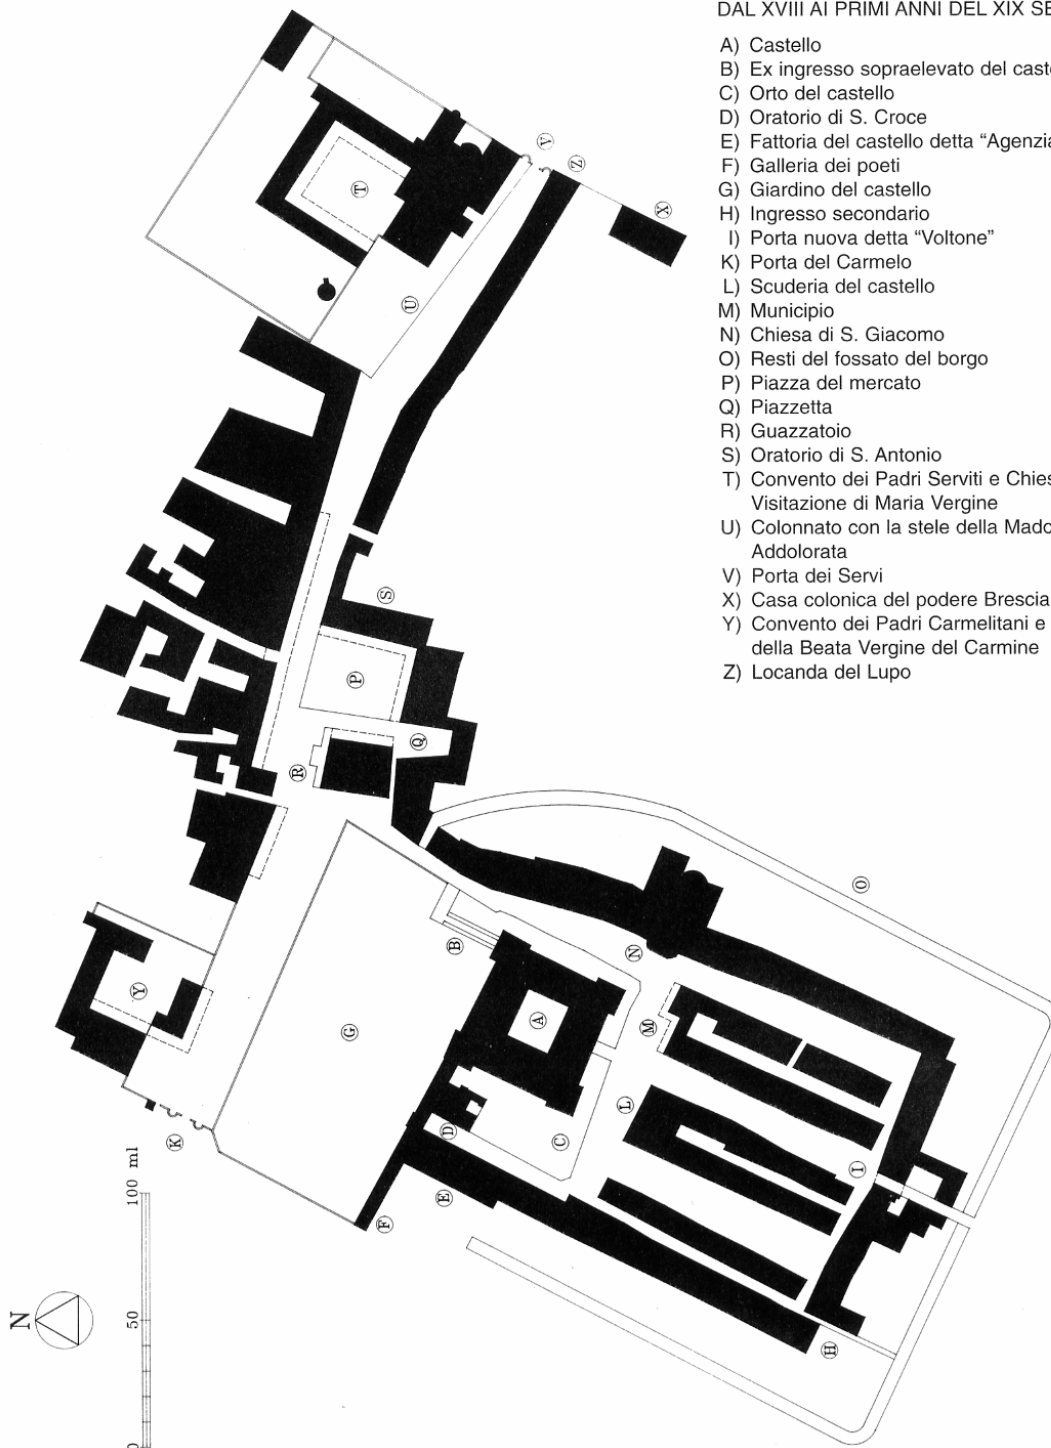 DAL XVIII AI PRIMI ANNI DEL XIX
A) Castello
B) Ex ingresso sopraelevato del
C) Orto del castello
D) Oratorio di S. Croce
E) Fattoria del castello detta “Agenzia
F) Galleria dei poeti
G) Giardino del castello
H) Ingresso secondario
I) Porta nuova detta “Voltone”
K) Porta del Carmelo
L) Scuderia del castello
M) Municipio
N) Chiesa di S. Giacomo
O) Resti del fossato del borgo
P) Piazza del mercato
Q) Piazzetta
R) Guazzatoio
S) Oratorio di S. Antonio
T) Convento dei Padri Serviti e
Visitazione di Maria Vergine
U) Colonnato con la stele della
Addolorata
V) Porta dei Servi
X) Casa colonica del podere Brescia
Y) Convento dei Padri Carmelitani e
della Beata Vergine del Carmine
Z) Locanda del Lupo
V
Z
T
X
U
S
P
Q
R
O
B
N
Y
A
G
M
L
D
C
K
I
E
F
H
100 ml
50
0
N